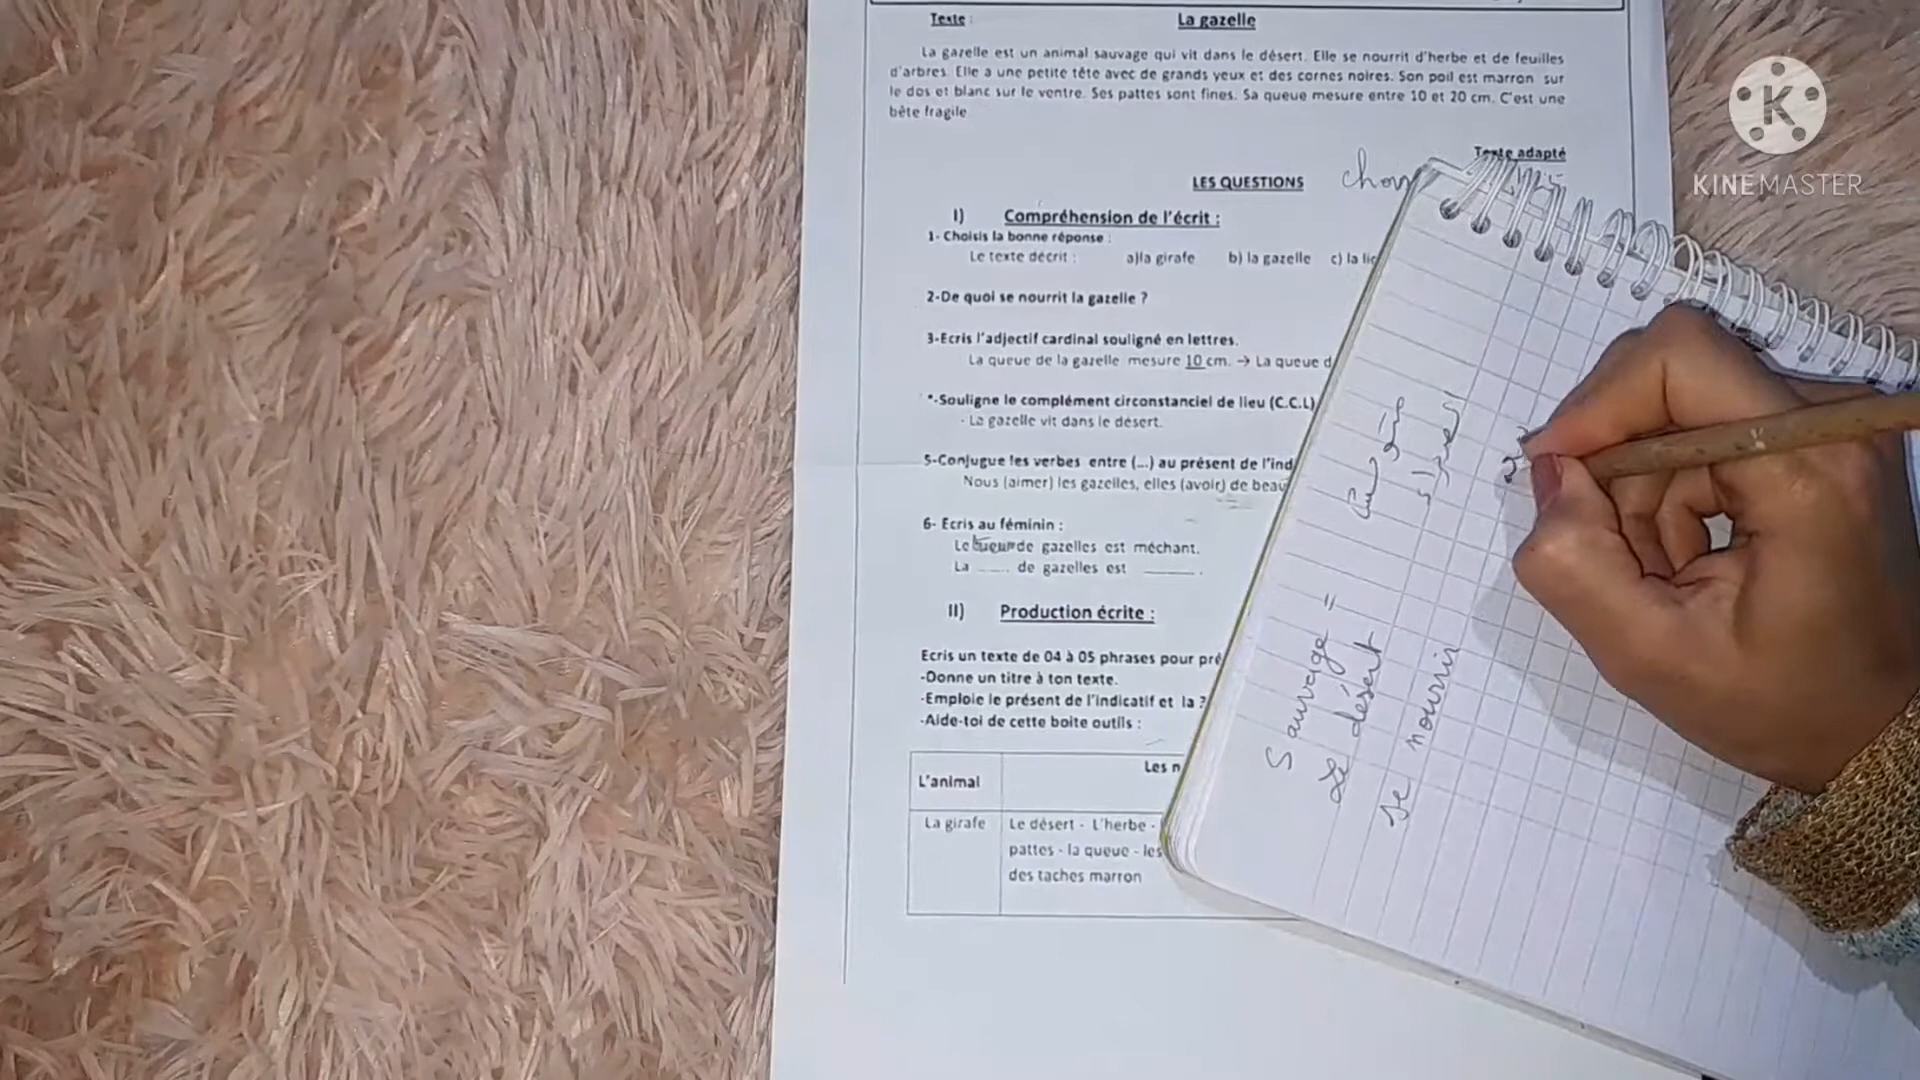 Texte : La gazelle
La gazelle est un animal sauvage qui vit dans le désert. Elle se nourrit d'herbe et de feuilles
d'arbres. Elle a une petite tête avec de grands yeux et des cornes noires. Son poil est marron sur
le dos et blanc sur le ventre. Ses pattes sont fines. Sa queue mesure entre 10 et 20 cm. C'est une
bête fragile
Texte adapté
LES QUESTIONS
I) Compréhension de l'écrit :
1- Choisis la bonne réponse :
Le texte décrit : a)la girafe b) la gazelle c) la
2-De quoi se nourrit la gazelle ?
3-Ecris l'adjectif cardinal souligné en lettres.
La queue de la gazelle mesure 10 cm. → La queue d
-Souligne le complément circonstanciel de lieu (C.C.L)
- La gazelle vit dans le désert.
5-Conjugue les verbes entre (...) au présent de l'ind
Nous (aimer) les gazelles, elles (avoir) de beau
6- Ecris au féminin :
Le tueur de gazelles est méchant.
La ...... de gazelles est ______ .
II) Production écrite :
Ecris un texte de 04 à 05 phrases pour pré
-Donne un titre à ton texte.
-Emploie le présent de l'indicatif et la 3
-Aide-toi de cette boite outils :
L'animal Les n
La girafe Le désert - L'herbe -
pattes - la queue - les
des taches marron
Sauvage =
Le désert
se nourrir
KINEMASTER